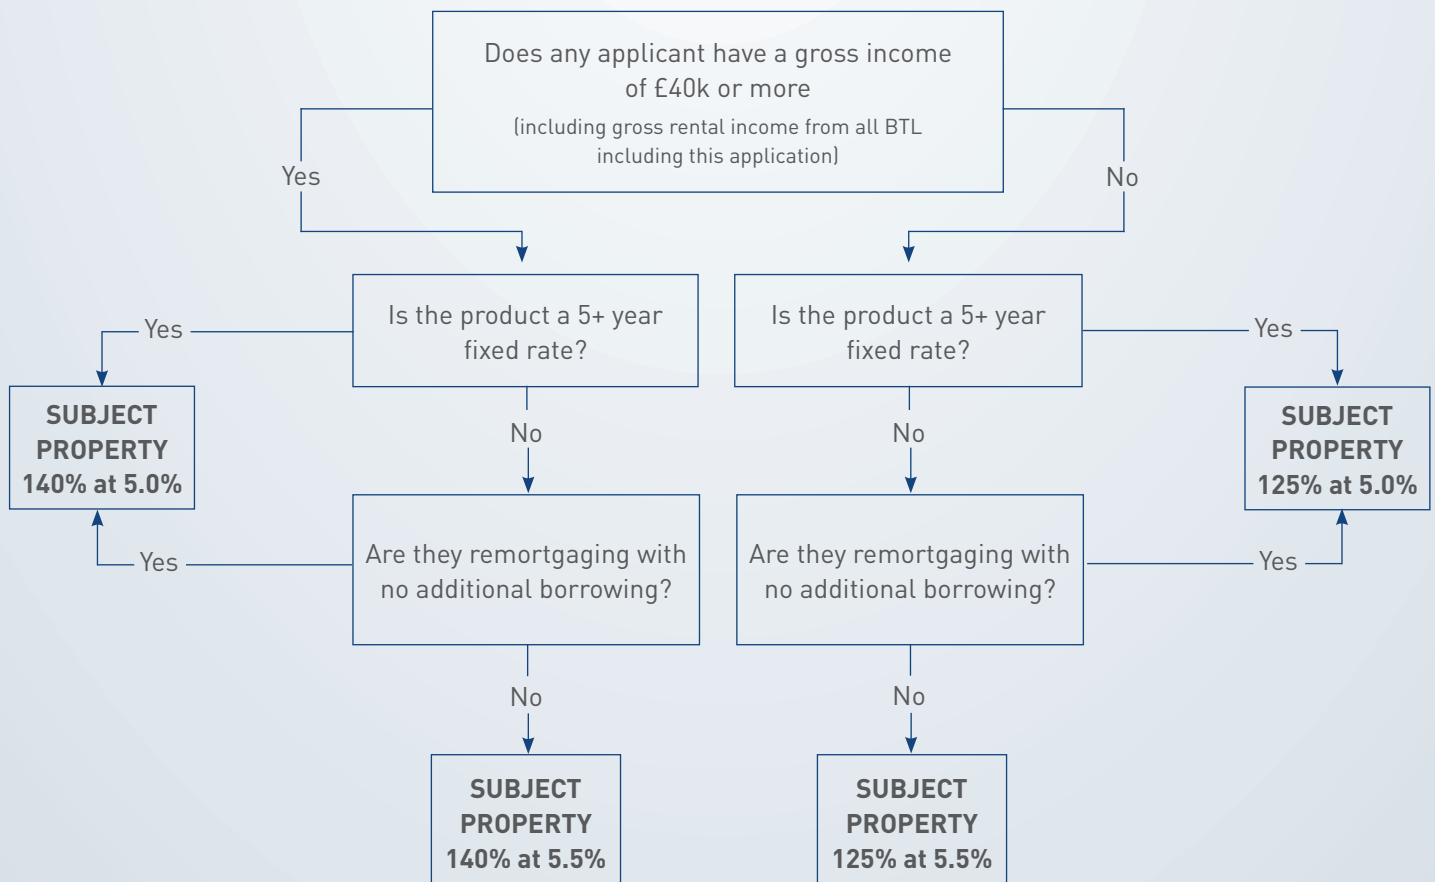 Does any applicant have a gross income
of £40k or more
(including gross rental income from all BTL
including this application)
Yes
No
Is the product a 5+ year
fixed rate?
Is the product a 5+ year
fixed rate?
Yes
Yes
SUBJECT
PROPERTY
140% at 5.0%
SUBJECT
PROPERTY
125% at 5.0%
No
No
Are they remortgaging with
no additional borrowing?
Are they remortgaging with
no additional borrowing?
Yes
Yes
No
No
SUBJECT
PROPERTY
140% at 5.5%
SUBJECT
PROPERTY
125% at 5.5%